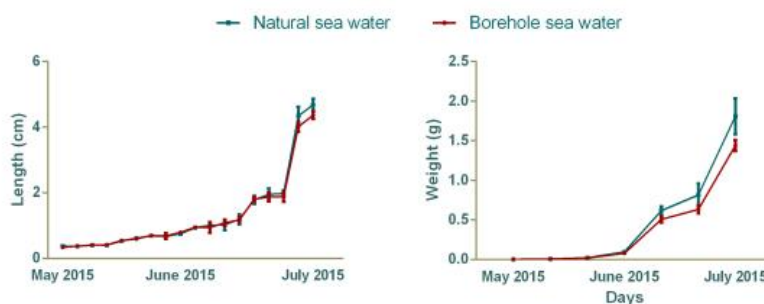 Natural sea water
Borehole sea water
Length (cm)
6
4
2
0
May 2015
June 2015
July 2015
Weight (g)
2.5
2.0
1.5
1.0
0.5
0.0
May 2015
June 2015
July 2015
Days